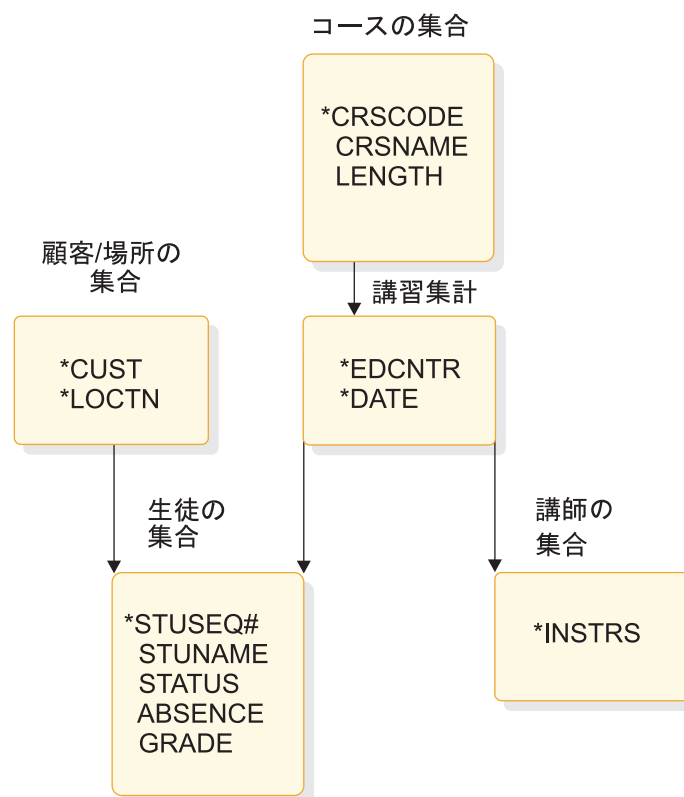 コースの集合
*CRSCODE
CRSNAME
LENGTH
顧客/場所の
集合
講習集計
*CUST
*LOCTN
*EDCNTR
*DATE
生徒の
集合
講師の
集合
*STUSEQ#
STUNAME
STATUS
ABSENCE
GRADE
*INSTRS